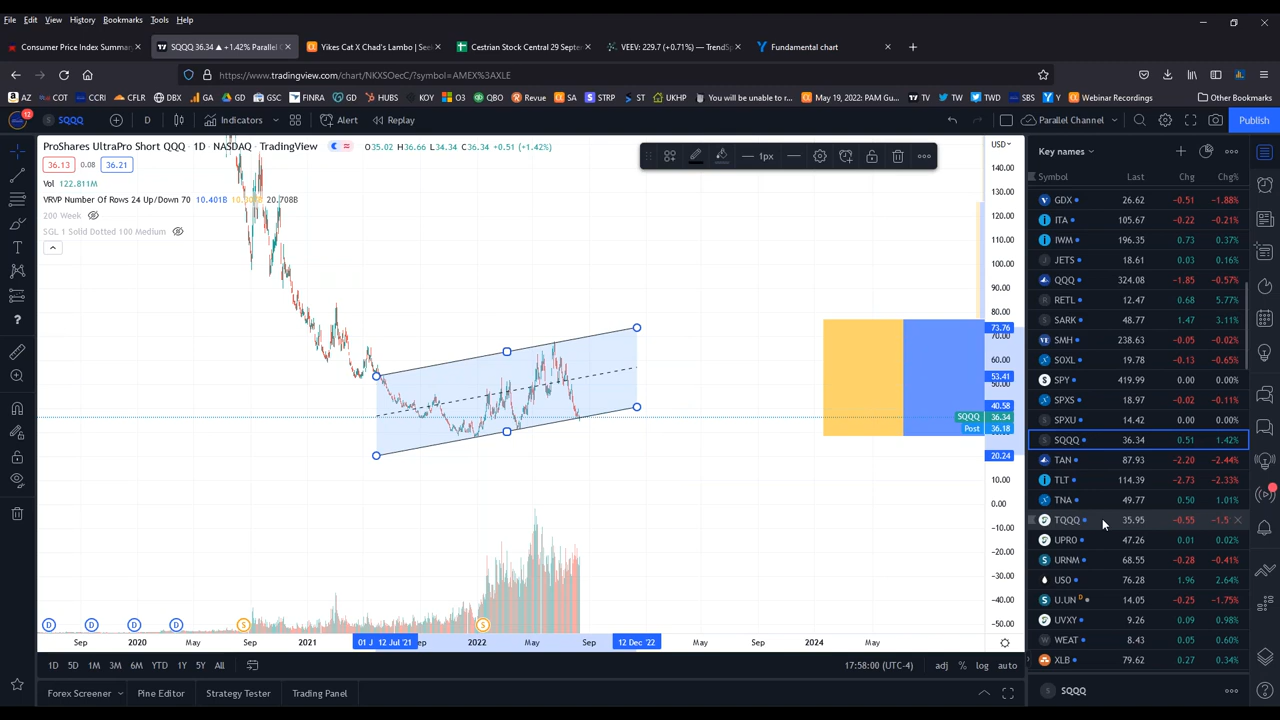 File Edit View History Bookmarks Tools Help
Consumer Price Index Summar
SQQQ 36.34 ▲ +1.42% Parallel C
Yikes Cat X Chad's Lambo | Seek
Cestrian Stock Central 29 Septe
VEEV: 229.7 (+0.71%) — TrendSp
Fundamental chart
https://www.tradingview.com/chart/NKXSOecC/?symbol=AMEX%3AXLE
AZ COT CCRI CFLR DBX GA GD GSC FINRA GD HUBS KOY O3 QBO Revue SA STRP ST UKHP You will be unable to r... May 19, 2022: PAM Gu... TV TW TWD SBS Y Webinar Recordings Other Bookmarks
12 SQQQ D Indicators Alert Replay Parallel Channel Publish
ProShares UltraPro Short QQQ · 1D · NASDAQ · TradingView O35.02 H36.66 L34.34 C36.34 +0.51 (+1.42%)
36.13 0.08 36.21
Vol 122.811M
VRVP Number Of Rows 24 Up/Down 70 10.401B 20.708B
200 Week
SGL 1 Solid Dotted 100 Medium
1px
USD
140.00
130.00
120.00
110.00
100.00
90.00
80.00
73.76
70.00
60.00
53.41
50.00
40.58
SQQQ 36.34
Post 36.18
20.24
10.00
0.00
−10.00
−20.00
−30.00
−40.00
−50.00
D D D D S S
Sep 2020 May Sep 2021 01 J 12 Jul '21 ep 2022 May Sep 12 Dec '22 May Sep 2024 May
1D 5D 1M 3M 6M YTD 1Y 5Y All 17:58:00 (UTC-4) adj % log auto
Forex Screener Pine Editor Strategy Tester Trading Panel
Key names
Symbol Last Chg Chg%
GDX 26.62 −0.51 −1.88%
ITA 105.67 −0.22 −0.21%
IWM 196.35 0.73 0.37%
JETS 18.61 0.03 0.16%
QQQ 324.08 −1.85 −0.57%
RETL 12.47 0.68 5.77%
SARK 48.77 1.47 3.11%
SMH 238.63 −0.05 −0.02%
SOXL 19.78 −0.13 −0.65%
SPY 419.99 0.00 0.00%
SPXS 18.97 −0.02 −0.11%
SPXU 14.42 0.00 0.00%
SQQQ 36.34 0.51 1.42%
TAN 87.93 −2.20 −2.44%
TLT 114.39 −2.73 −2.33%
TNA 49.77 0.50 1.01%
TQQQ 35.95 −0.55 −1.5
UPRO 47.26 0.01 0.02%
URNM 68.55 −0.28 −0.41%
USO 76.28 1.96 2.64%
U.UN D 14.05 −0.25 −1.75%
UVXY 9.26 0.09 0.98%
WEAT 8.43 0.05 0.60%
XLB 79.62 0.27 0.34%
SQQQ